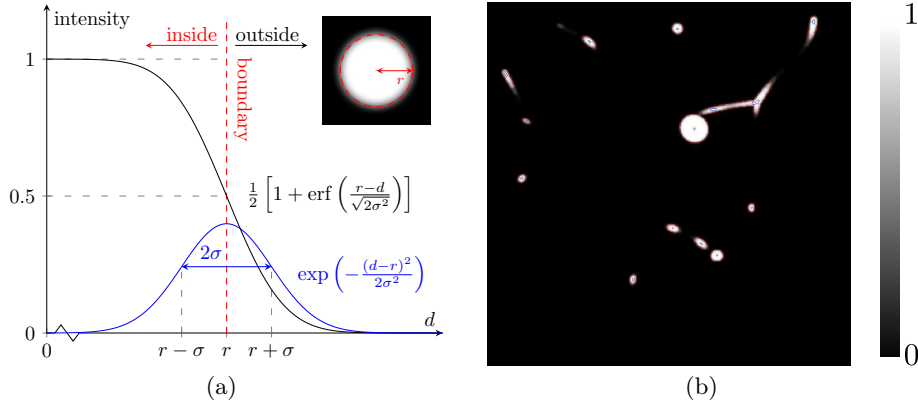 intensity
inside outside
boundary
r
1
0.5
0
1/2 [1 + erf ((r−d)/√(2σ²))]
2σ
exp (−(d−r)²/(2σ²))
d
0 r − σ r r + σ
(a)
1
0
(b)